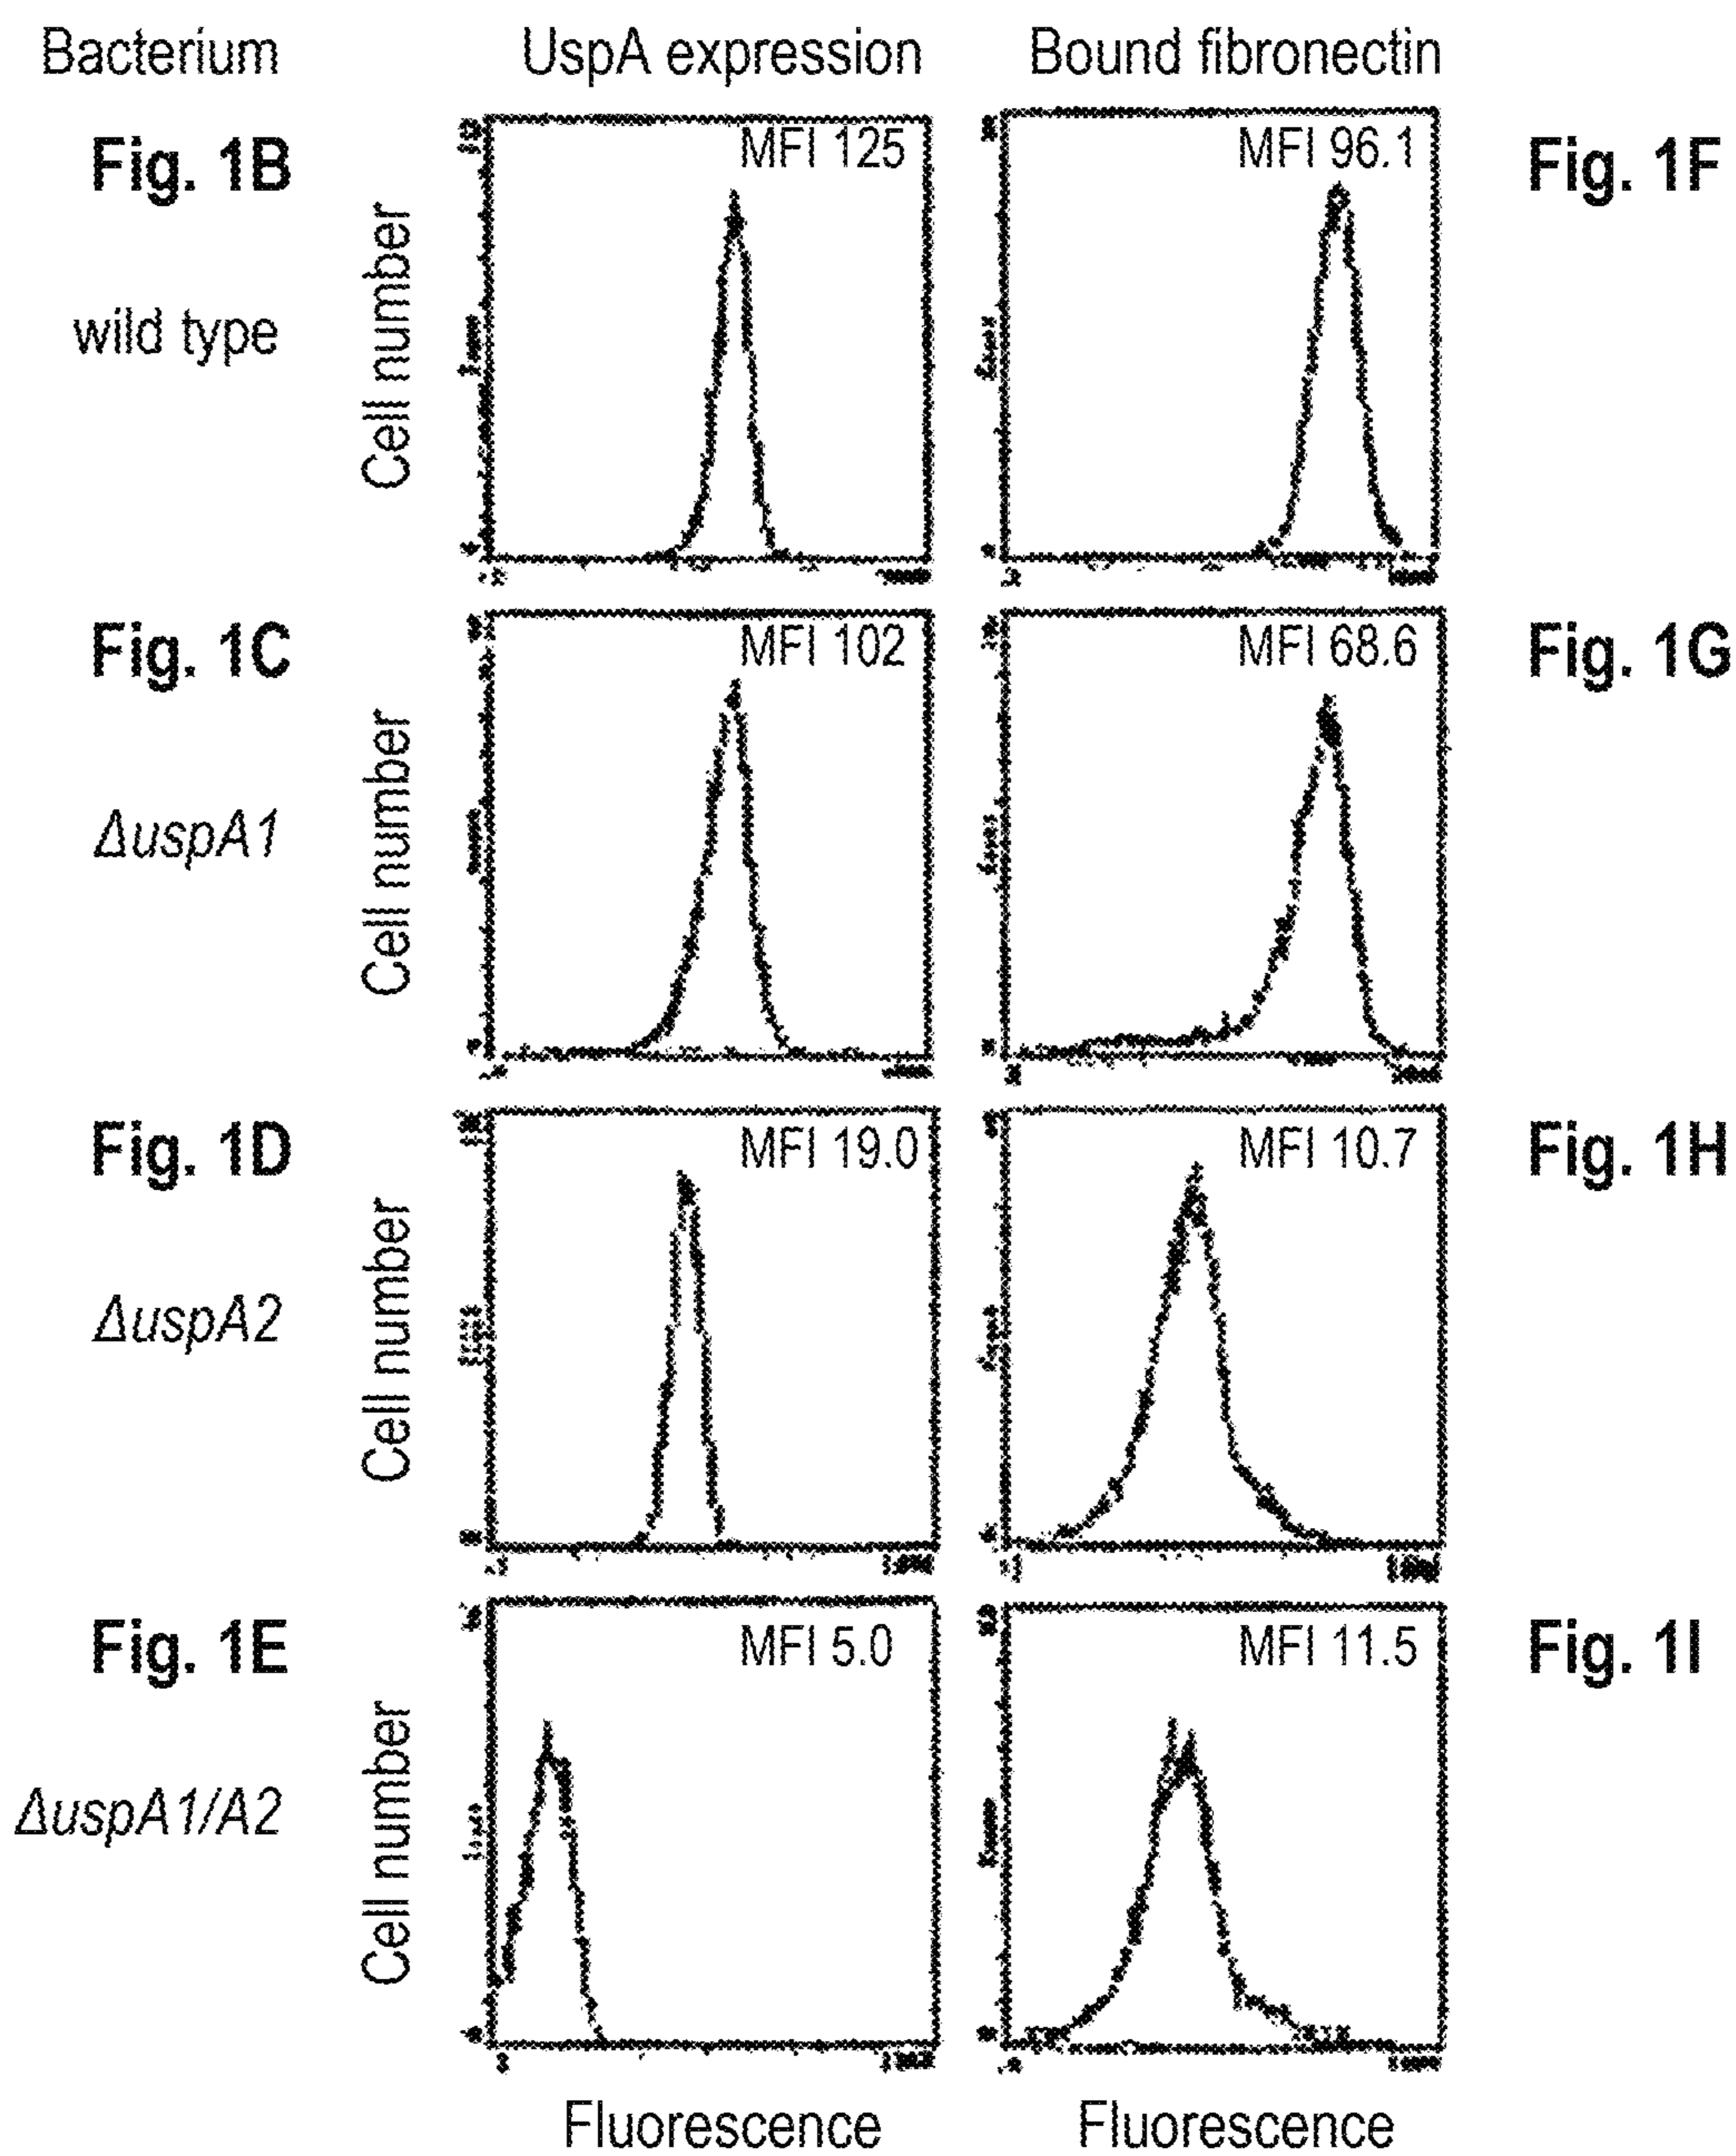 Bacterium UspA expression Bound fibronectin
Fig. 1B MFI 125 MFI 96.1 Fig. 1F
wild type Cell number
Fig. 1C MFI 102 MFI 68.6 Fig. 1G
ΔuspA1 Cell number
Fig. 1D MFI 19.0 MFI 10.7 Fig. 1H
ΔuspA2 Cell number
Fig. 1E MFI 5.0 MFI 11.5 Fig. 1I
ΔuspA1/A2 Cell number
Fluorescence Fluorescence